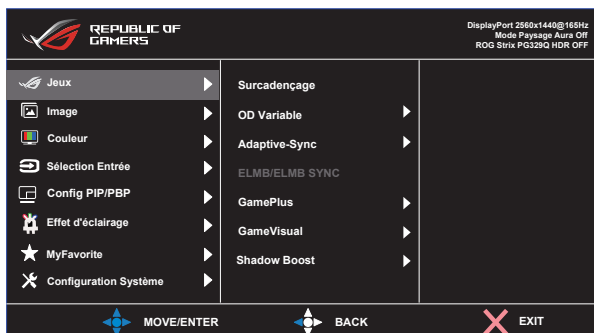 REPUBLIC OF
GAMERS
DisplayPort 2560x1440@165Hz
Mode Paysage Aura Off
ROG Strix PG329Q HDR OFF
Jeux
Image
Couleur
Sélection Entrée
Config PIP/PBP
Effet d'éclairage
MyFavorite
Configuration Système
Surcadençage
OD Variable
Adaptive-Sync
ELMB/ELMB SYNC
GamePlus
GameVisual
Shadow Boost
MOVE/ENTER
BACK
EXIT